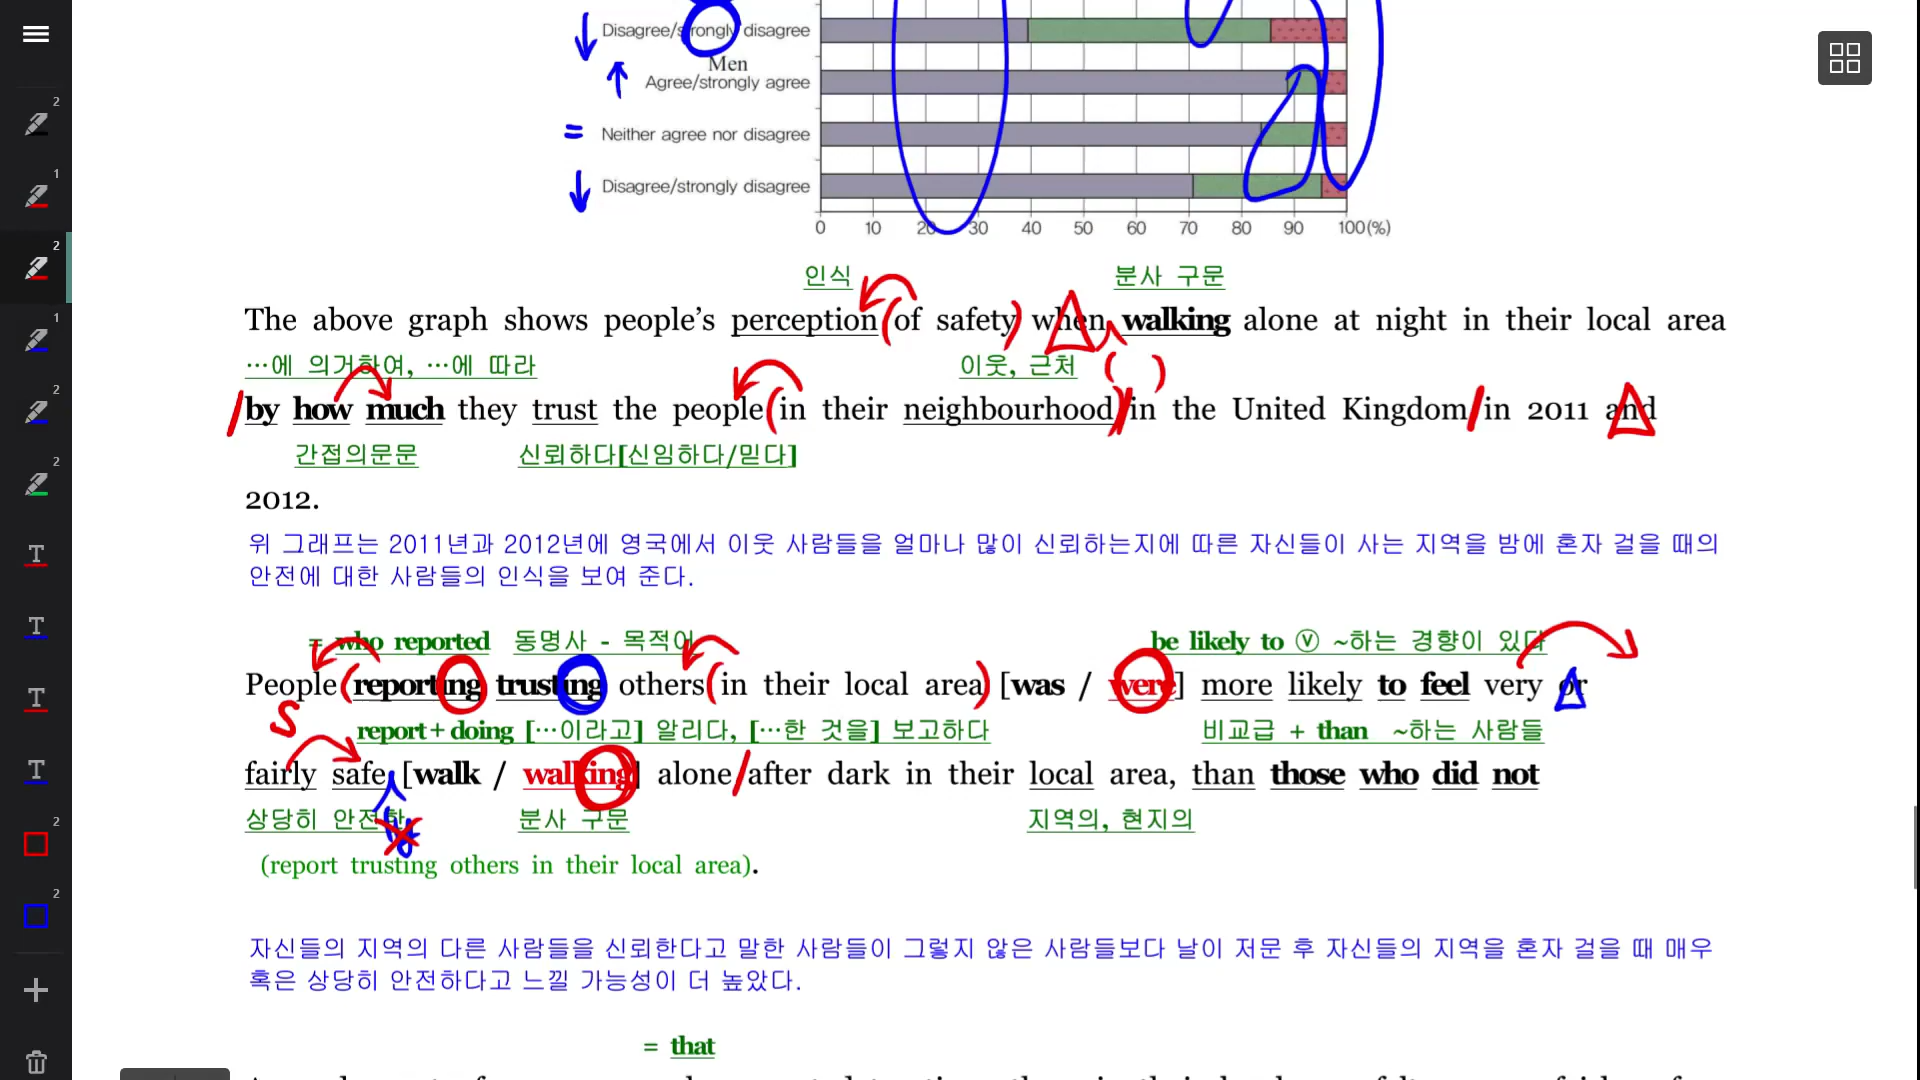 Disagree/strongly disagree
Men
Agree/strongly agree
Neither agree nor disagree
Disagree/strongly disagree
0 10 20 30 40 50 60 70 80 90 100(%)
인식 분사 구문
The above graph shows people's perception of safety when walking alone at night in their local area
…에 의거하여, …에 따라 이웃, 근처
by how much they trust the people in their neighbourhood in the United Kingdom in 2011 and
간접의문문 신뢰하다[신임하다/믿다]
2012.
위 그래프는 2011년과 2012년에 영국에서 이웃 사람들을 얼마나 많이 신뢰하는지에 따른 자신들이 사는 지역을 밤에 혼자 걸을 때의
안전에 대한 사람들의 인식을 보여 준다.
= who reported 동명사 - 목적어 be likely to ⓥ ~하는 경향이 있다
People reporting trusting others in their local area [was / were] more likely to feel very or
S report+doing […이라고] 알리다, […한 것을] 보고하다 비교급 + than ~하는 사람들
fairly safe [walk / walking] alone after dark in their local area, than those who did not
상당히 안전한 분사 구문 지역의, 현지의
(report trusting others in their local area).
자신들의 지역의 다른 사람들을 신뢰한다고 말한 사람들이 그렇지 않은 사람들보다 날이 저문 후 자신들의 지역을 혼자 걸을 때 매우
혹은 상당히 안전하다고 느낄 가능성이 더 높았다.
= that